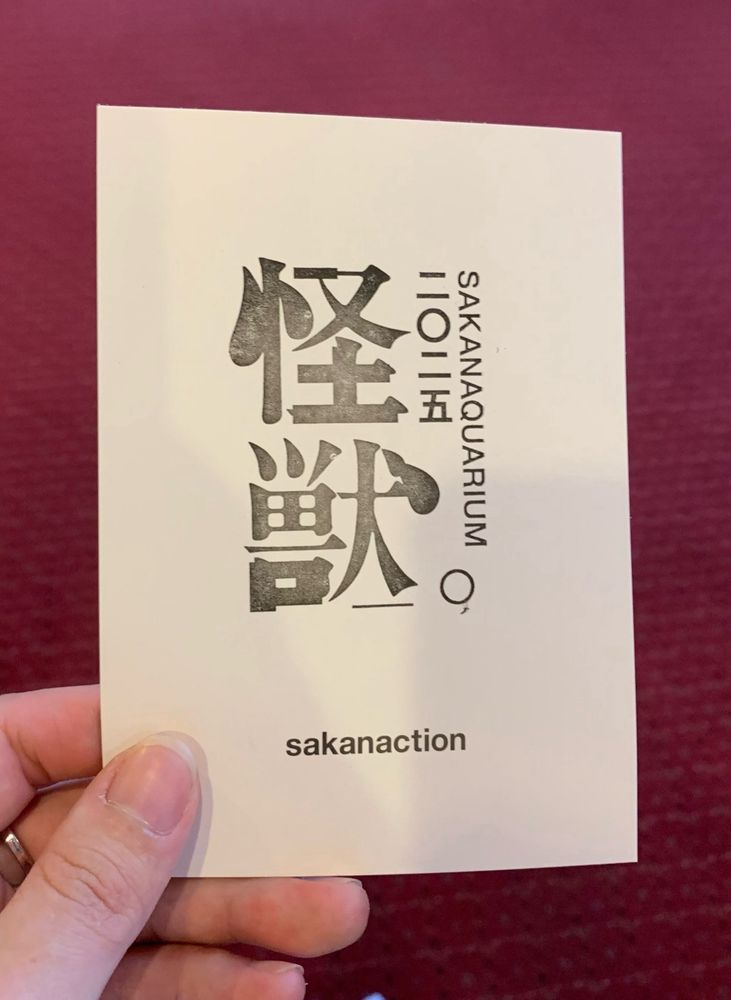 SAKANAQUARIUM
二〇二五
怪獣
sakanaction